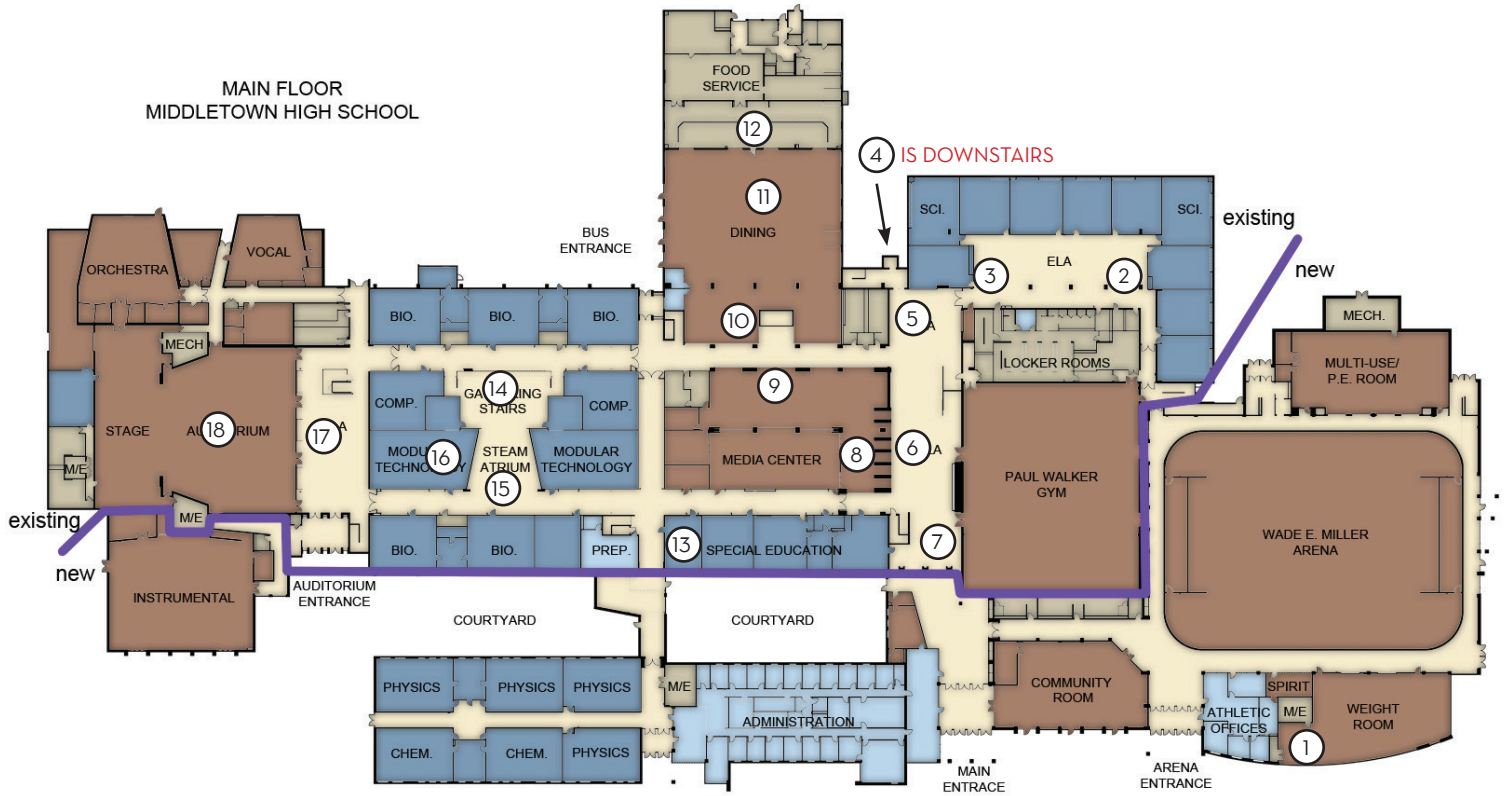 MAIN FLOOR
MIDDLETOWN HIGH SCHOOL
FOOD
SERVICE
12
4 IS DOWNSTAIRS
11
DINING
BUS
ENTRANCE
SCI.
SCI.
existing
new
ORCHESTRA
VOCAL
ELA
3
2
MECH.
MULTI-USE/
P.E. ROOM
BIO.
BIO.
BIO.
10
5
MECH
LOCKER ROOMS
COMP.
14
STAIRS
COMP.
9
STAGE
18
17
MODULAR
TECHNOLOGY
16
STEAM
ATRIUM
MODULAR
TECHNOLOGY
MEDIA CENTER
8
6
PAUL WALKER
GYM
M/E
15
WADE E. MILLER
ARENA
existing
M/E
new
BIO.
BIO.
PREP.
13
SPECIAL EDUCATION
7
INSTRUMENTAL
AUDITORIUM
ENTRANCE
COURTYARD
COURTYARD
PHYSICS
PHYSICS
PHYSICS
M/E
ADMINISTRATION
COMMUNITY
ROOM
SPIRIT
M/E
ATHLETIC
OFFICES
WEIGHT
ROOM
1
CHEM.
CHEM.
PHYSICS
MAIN
ENTRACE
ARENA
ENTRANCE